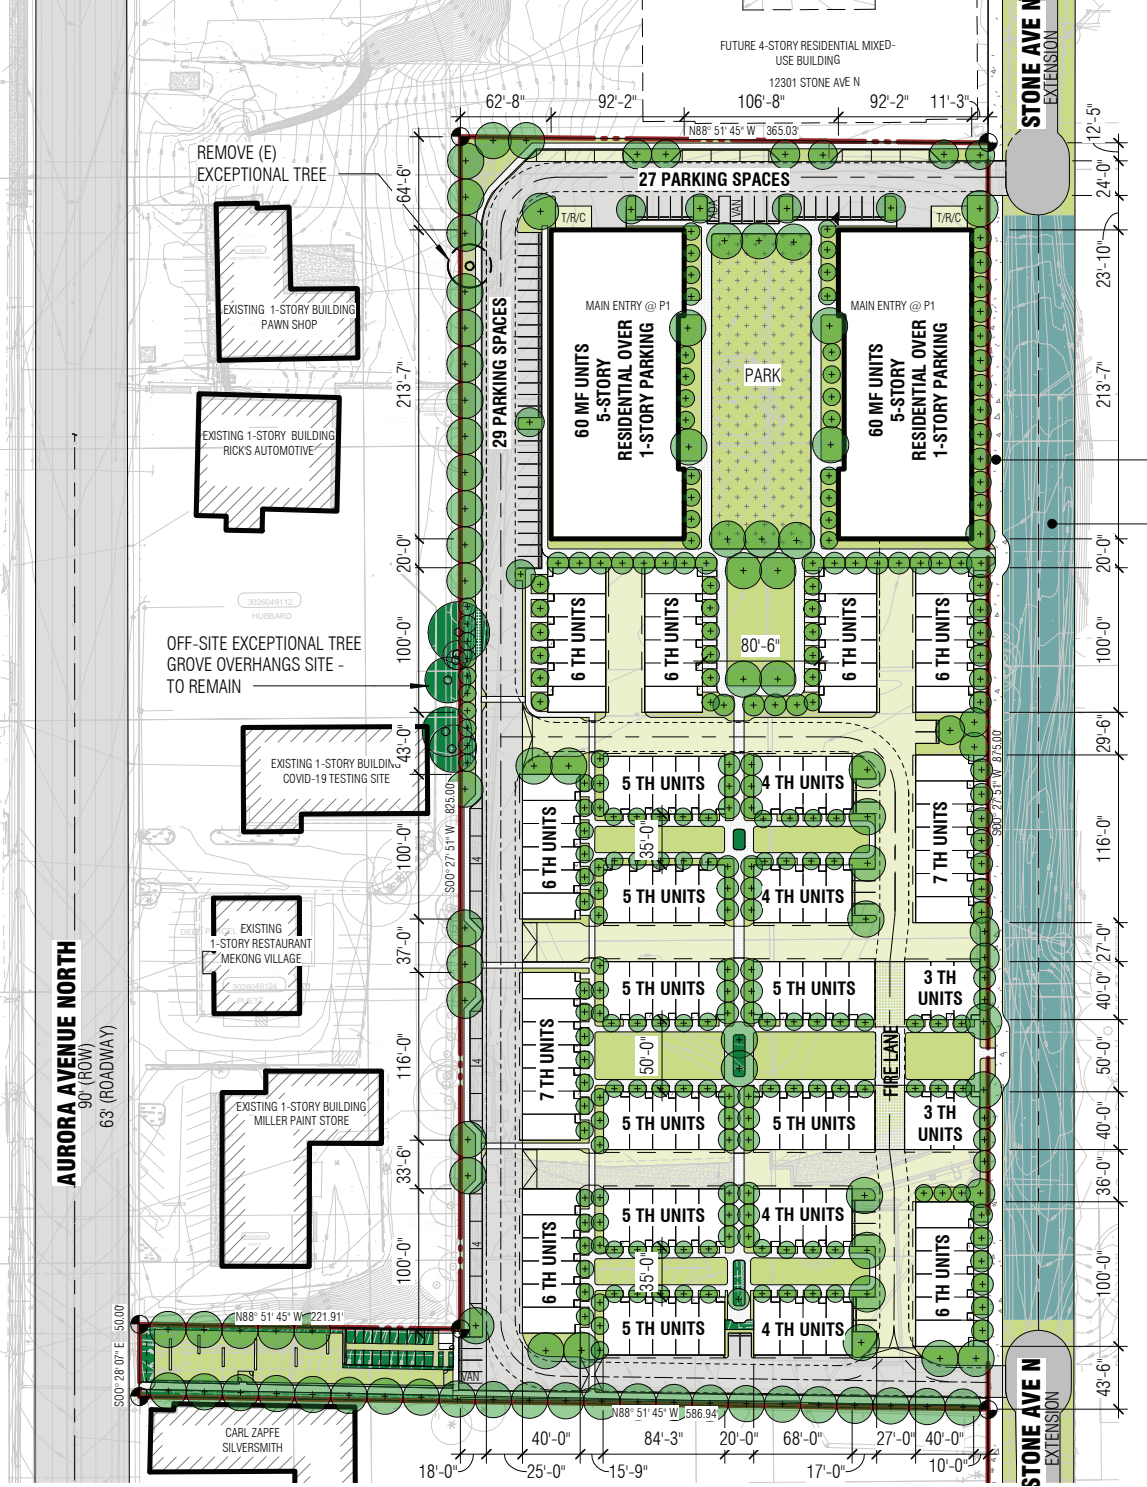 FUTURE 4-STORY RESIDENTIAL MIXED-
USE BUILDING
12301 STONE AVE N
STONE AVE N
EXTENSION
62'-8"
92'-2"
106'-8"
92'-2"
11'-3"
12'-5"
N88° 51' 45" W 365.03'
REMOVE (E)
EXCEPTIONAL TREE
64'-6"
27 PARKING SPACES
24'-0"
T/R/C
VAN
T/R/C
23'-10"
EXISTING 1-STORY BUILDING
PAWN SHOP
29 PARKING SPACES
MAIN ENTRY @ P1
MAIN ENTRY @ P1
60 MF UNITS
5-STORY
RESIDENTIAL OVER
1-STORY PARKING
PARK
60 MF UNITS
5-STORY
RESIDENTIAL OVER
1-STORY PARKING
213'-7"
213'-7"
EXISTING 1-STORY BUILDING
RICK'S AUTOMOTIVE
20'-0"
20'-0"
3026049112
HUBBARD
6 TH UNITS
6 TH UNITS
6 TH UNITS
6 TH UNITS
80'-6"
100'-0"
100'-0"
OFF-SITE EXCEPTIONAL TREE
GROVE OVERHANGS SITE -
TO REMAIN
43'-0"
29'-6"
EXISTING 1-STORY BUILDING
COVID-19 TESTING SITE
S00° 27' 51" W 825.00'
S00° 27' 51" W 875.00'
5 TH UNITS
4 TH UNITS
6 TH UNITS
35'-0"
7 TH UNITS
100'-0"
116'-0"
14
5 TH UNITS
4 TH UNITS
EXISTING
1-STORY RESTAURANT
MEKONG VILLAGE
3026049124
37'-0"
27'-0"
5 TH UNITS
5 TH UNITS
3 TH
UNITS
40'-0"
AURORA AVENUE NORTH
90' (ROW)
63' (ROADWAY)
116'-0"
14
7 TH UNITS
50'-0"
FIRE LANE
50'-0"
EXISTING 1-STORY BUILDING
MILLER PAINT STORE
5 TH UNITS
5 TH UNITS
3 TH
UNITS
40'-0"
33'-6"
36'-0"
5 TH UNITS
4 TH UNITS
14
6 TH UNITS
35'-0"
6 TH UNITS
100'-0"
100'-0"
N88° 51' 45" W 221.91'
S00° 28' 07" E 50.00'
5 TH UNITS
4 TH UNITS
VAN
43'-6"
N88° 51' 45" W 586.94'
CARL ZAPFE
SILVERSMITH
STONE AVE N
EXTENSION
40'-0"
84'-3"
20'-0"
68'-0"
27'-0"
40'-0"
18'-0"
25'-0"
15'-9"
17'-0"
10'-0"